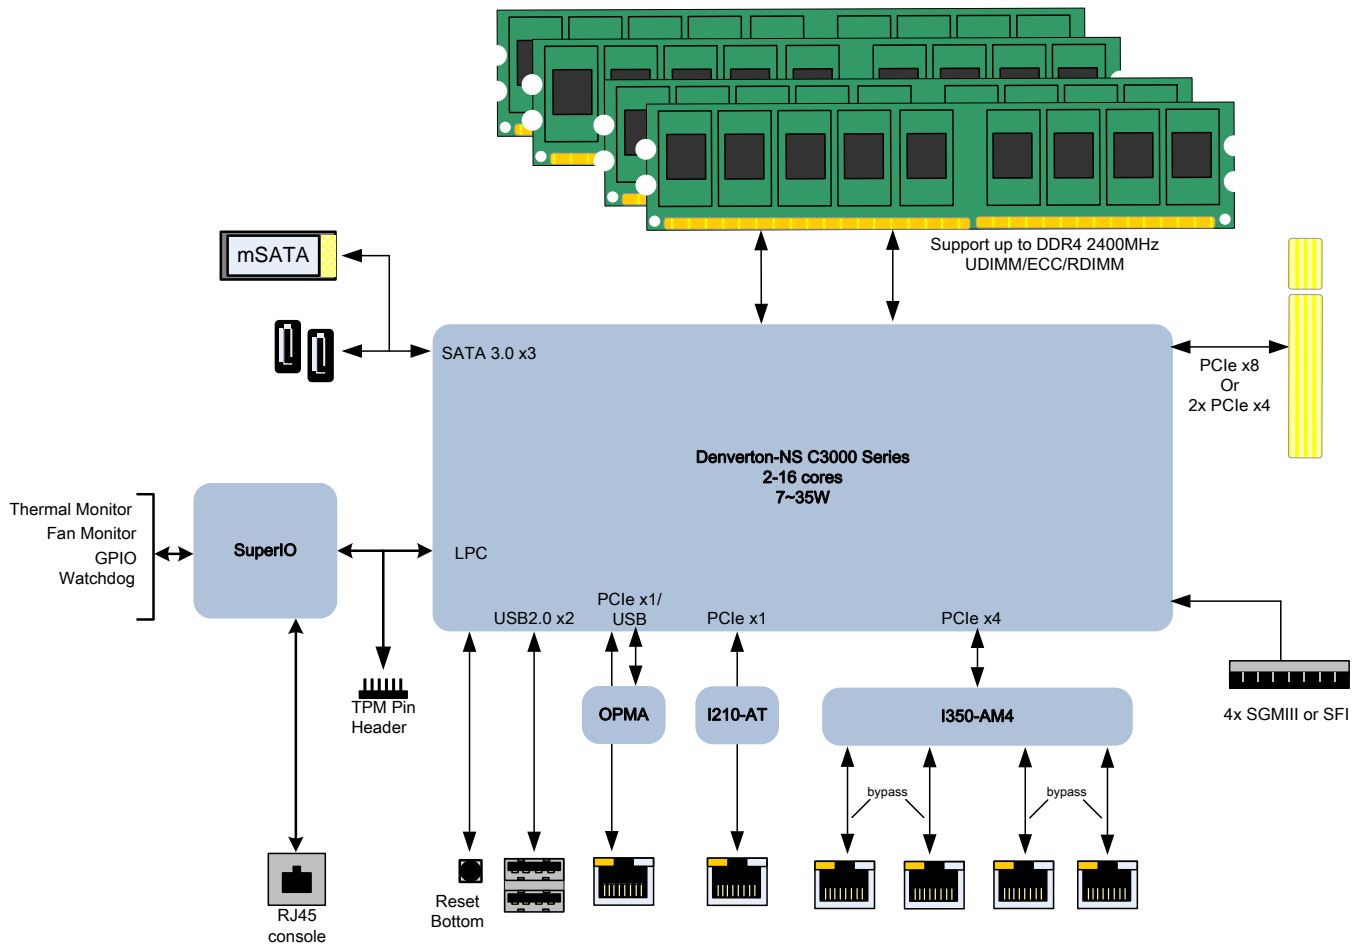 Support up to DDR4 2400MHz
UDIMM/ECC/RDIMM
mSATA
SATA 3.0 x3
PCIe x8
Or
2x PCIe x4
Denverton-NS C3000 Series
2-16 cores
7~35W
Thermal Monitor
Fan Monitor
GPIO
Watchdog
SuperIO
LPC
USB2.0 x2
PCIe x1/
USB
PCIe x1
PCIe x4
TPM Pin
Header
OPMA
I210-AT
I350-AM4
4x SGMIII or SFI
bypass
bypass
Reset
Bottom
RJ45
console